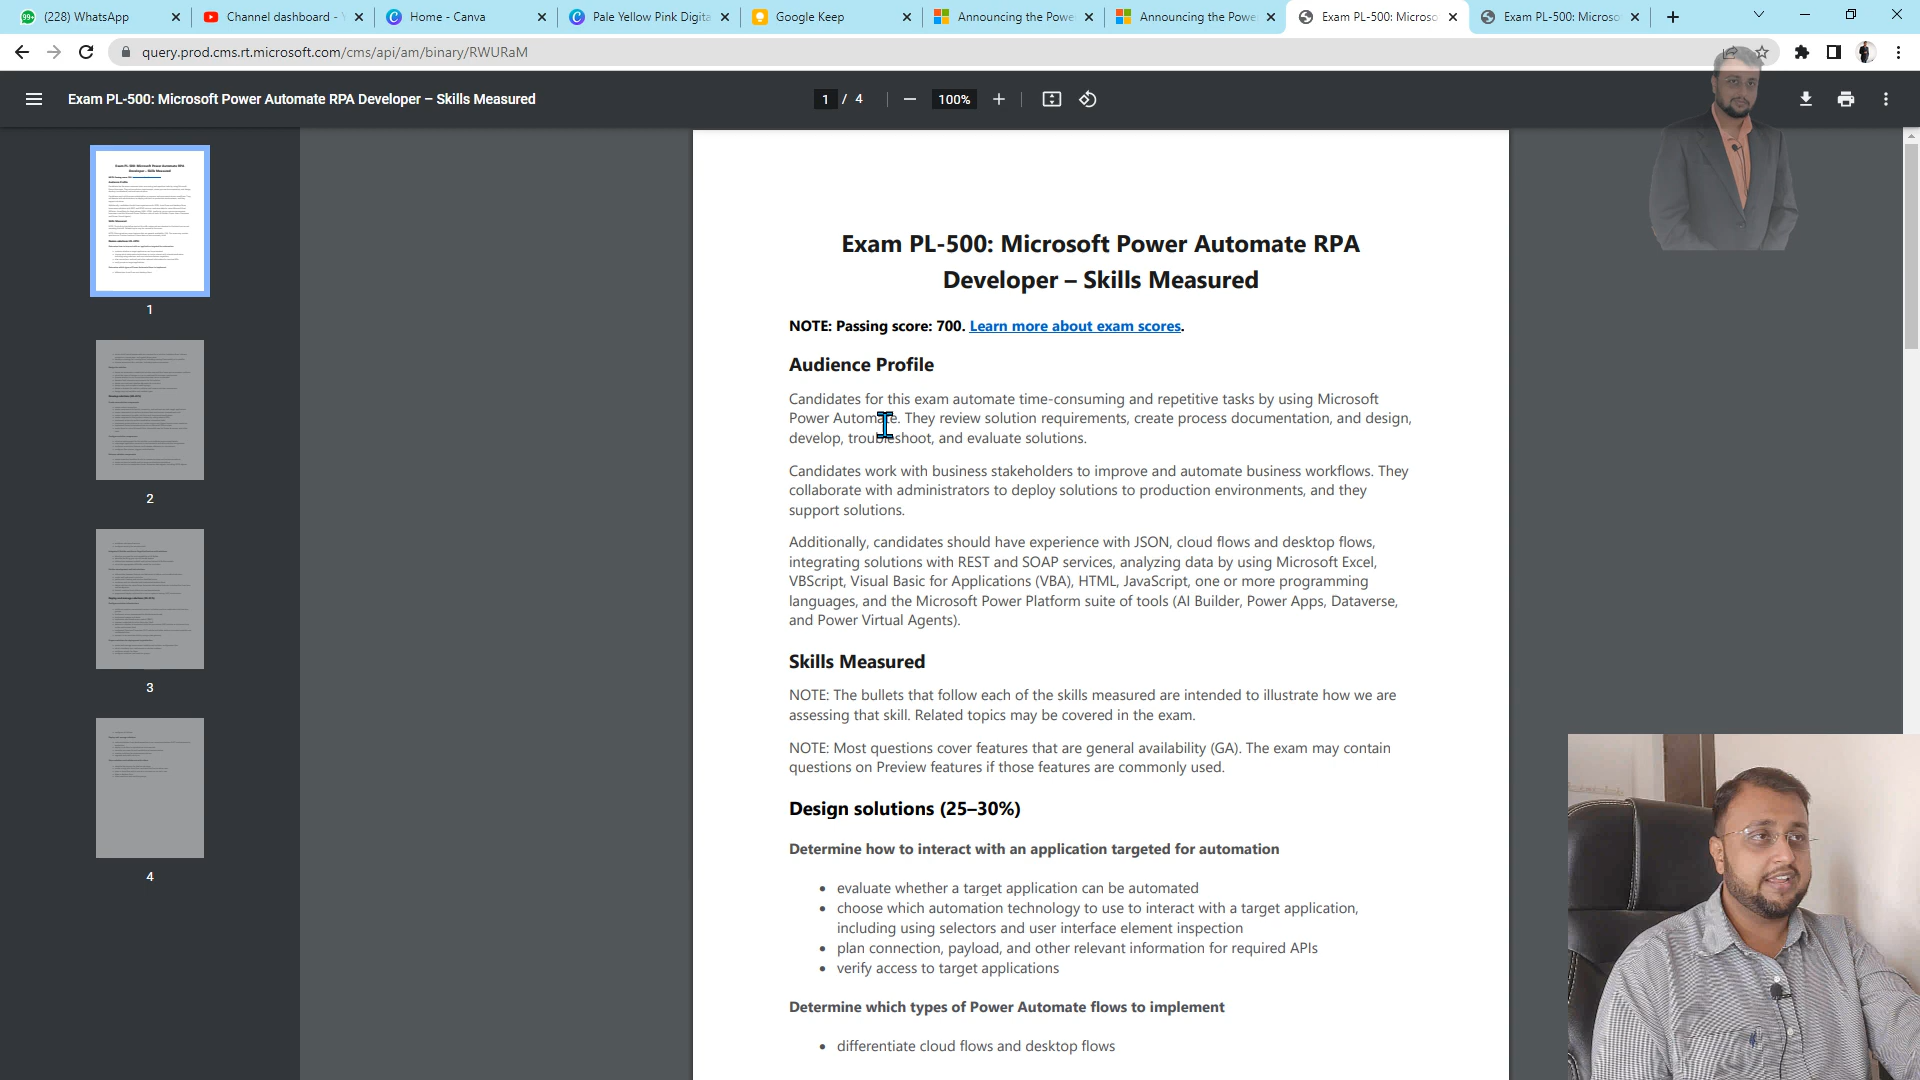 (228) WhatsApp
Channel dashboard - Y
Home - Canva
Pale Yellow Pink Digita
Google Keep
Announcing the Powe
Announcing the Powe
Exam PL-500: Microso
Exam PL-500: Microso
query.prod.cms.rt.microsoft.com/cms/api/am/binary/RWURaM
Exam PL-500: Microsoft Power Automate RPA Developer – Skills Measured
1 / 4
100%
1
2
3
4
Exam PL-500: Microsoft Power Automate RPA
Developer – Skills Measured
NOTE: Passing score: 700. Learn more about exam scores.
Audience Profile
Candidates for this exam automate time-consuming and repetitive tasks by using Microsoft
Power Automate. They review solution requirements, create process documentation, and design,
develop, troubleshoot, and evaluate solutions.
Candidates work with business stakeholders to improve and automate business workflows. They
collaborate with administrators to deploy solutions to production environments, and they
support solutions.
Additionally, candidates should have experience with JSON, cloud flows and desktop flows,
integrating solutions with REST and SOAP services, analyzing data by using Microsoft Excel,
VBScript, Visual Basic for Applications (VBA), HTML, JavaScript, one or more programming
languages, and the Microsoft Power Platform suite of tools (AI Builder, Power Apps, Dataverse,
and Power Virtual Agents).
Skills Measured
NOTE: The bullets that follow each of the skills measured are intended to illustrate how we are
assessing that skill. Related topics may be covered in the exam.
NOTE: Most questions cover features that are general availability (GA). The exam may contain
questions on Preview features if those features are commonly used.
Design solutions (25–30%)
Determine how to interact with an application targeted for automation
• evaluate whether a target application can be automated
• choose which automation technology to use to interact with a target application,
including using selectors and user interface element inspection
• plan connection, payload, and other relevant information for required APIs
• verify access to target applications
Determine which types of Power Automate flows to implement
• differentiate cloud flows and desktop flows